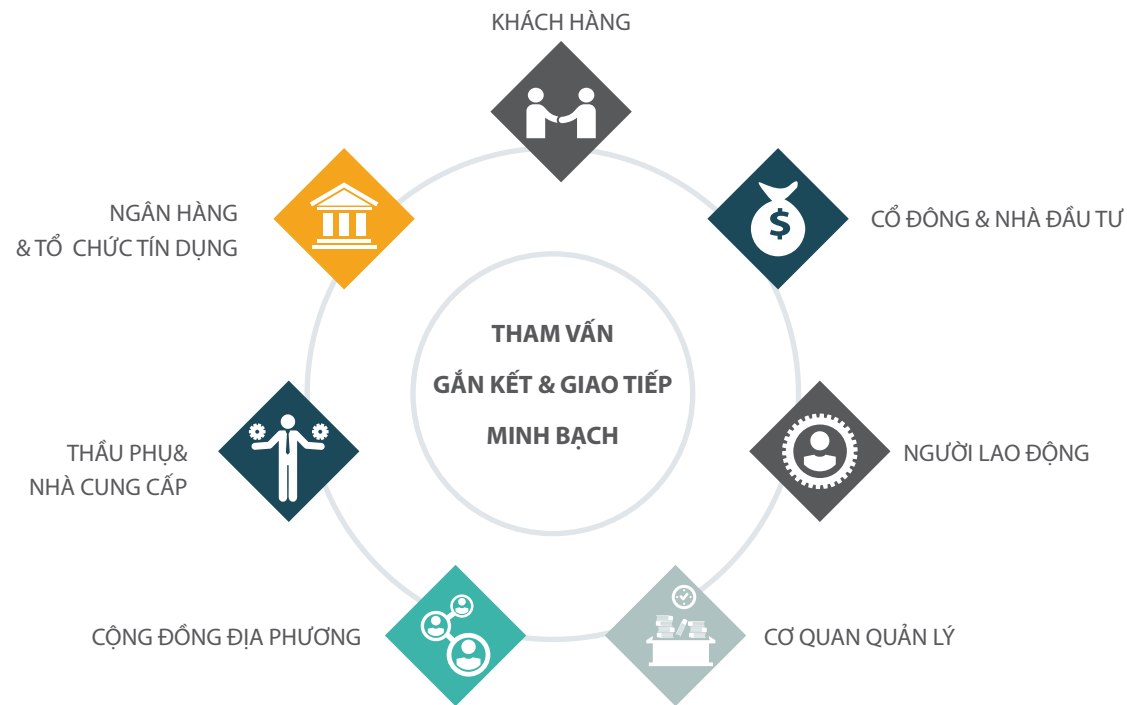 KHÁCH HÀNG
NGÂN HÀNG
& TỔ CHỨC TÍN DỤNG
$
CỔ ĐÔNG & NHÀ ĐẦU TƯ
THAM VẤN
GẮN KẾT & GIAO TIẾP
MINH BẠCH
THẦU PHỤ&
NHÀ CUNG CẤP
NGƯỜI LAO ĐỘNG
CỘNG ĐỒNG ĐỊA PHƯƠNG
CƠ QUAN QUẢN LÝ